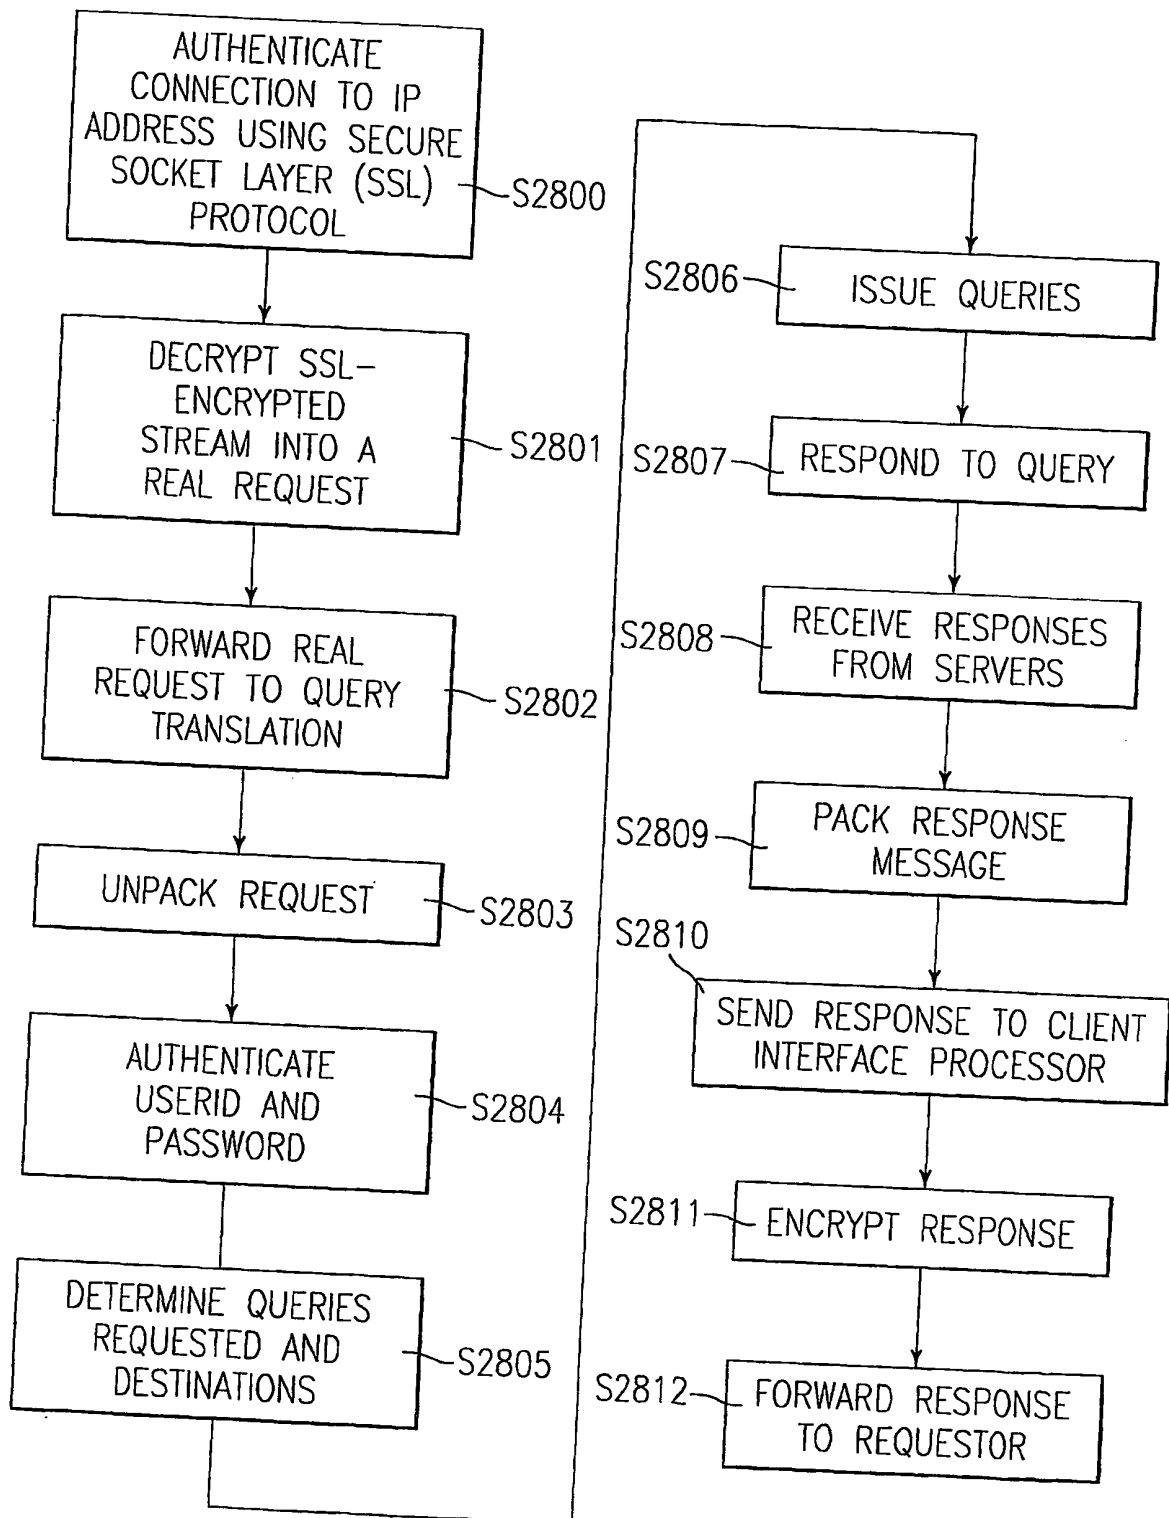 AUTHENTICATE
CONNECTION TO IP
ADDRESS USING SECURE
SOCKET LAYER (SSL)
PROTOCOL
S2800
DECRYPT SSL-
ENCRYPTED
STREAM INTO A
REAL REQUEST
S2801
FORWARD REAL
REQUEST TO QUERY
TRANSLATION
S2802
UNPACK REQUEST
S2803
AUTHENTICATE
USERID AND
PASSWORD
S2804
DETERMINE QUERIES
REQUESTED AND
DESTINATIONS
S2805
S2806
ISSUE QUERIES
S2807
RESPOND TO QUERY
S2808
RECEIVE RESPONSES
FROM SERVERS
S2809
PACK RESPONSE
MESSAGE
S2810
SEND RESPONSE TO CLIENT
INTERFACE PROCESSOR
S2811
ENCRYPT RESPONSE
S2812
FORWARD RESPONSE
TO REQUESTOR